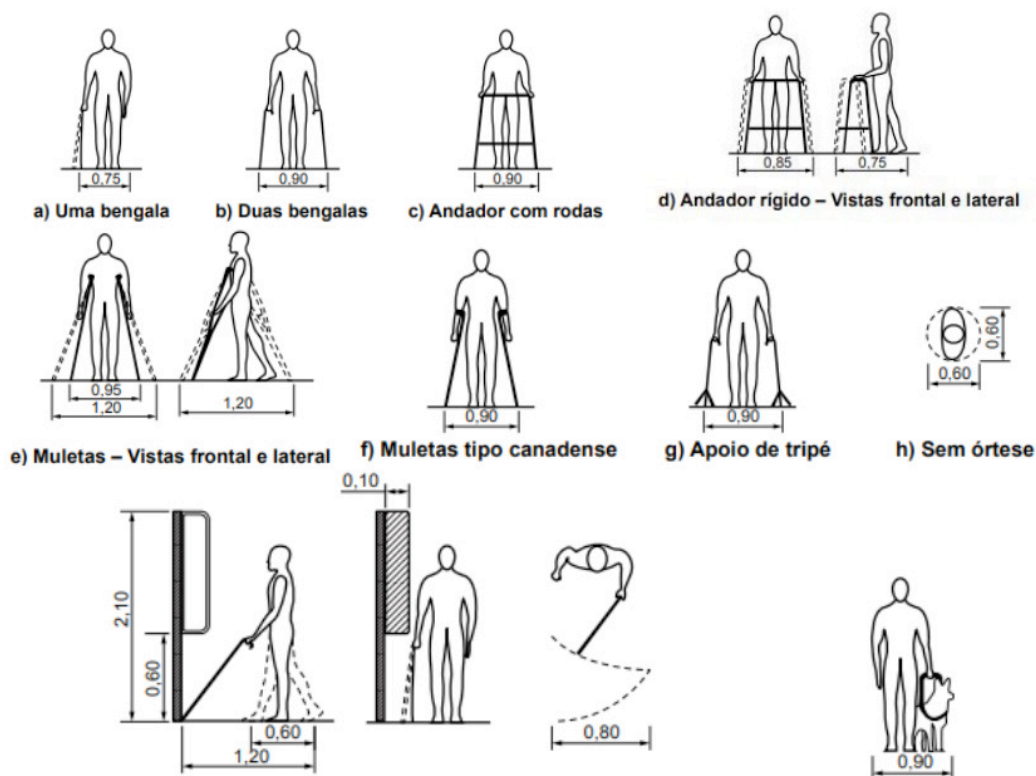 0,75
0,90
0,90
0,85
0,75
a) Uma bengala
b) Duas bengalas
c) Andador com rodas
d) Andador rígido – Vistas frontal e lateral
0,95
1,20
1,20
0,90
0,90
0,60
0,60
e) Muletas – Vistas frontal e lateral
f) Muletas tipo canadense
g) Apoio de tripé
h) Sem órtese
0,10
2,10
0,60
0,60
1,20
0,80
0,90